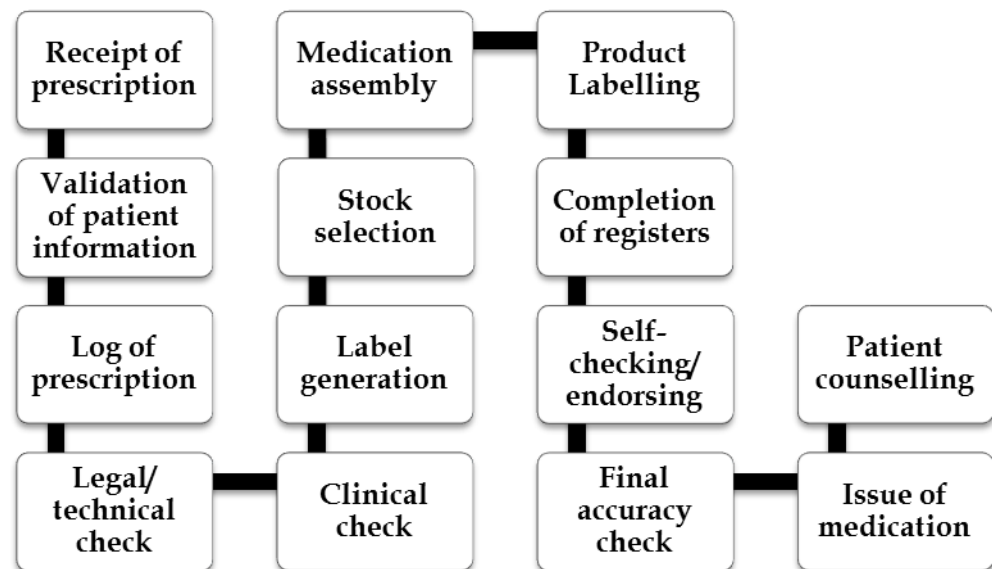 Receipt of
prescription
Validation
of patient
information
Log of
prescription
Legal/
technical
check
Clinical
check
Label
generation
Stock
selection
Medication
assembly
Product
Labelling
Completion
of registers
Self-
checking/
endorsing
Final
accuracy
check
Issue of
medication
Patient
counselling